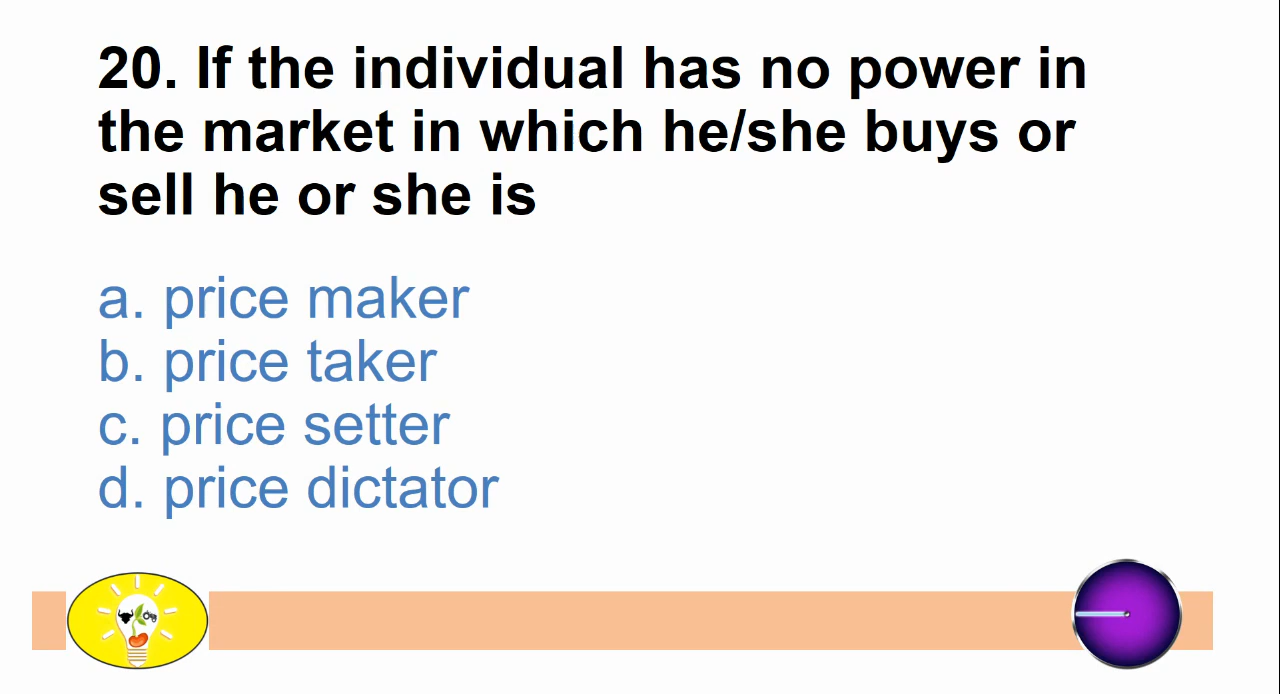 20. If the individual has no power in
the market in which he/she buys or
sell he or she is
a. price maker
b. price taker
c. price setter
d. price dictator